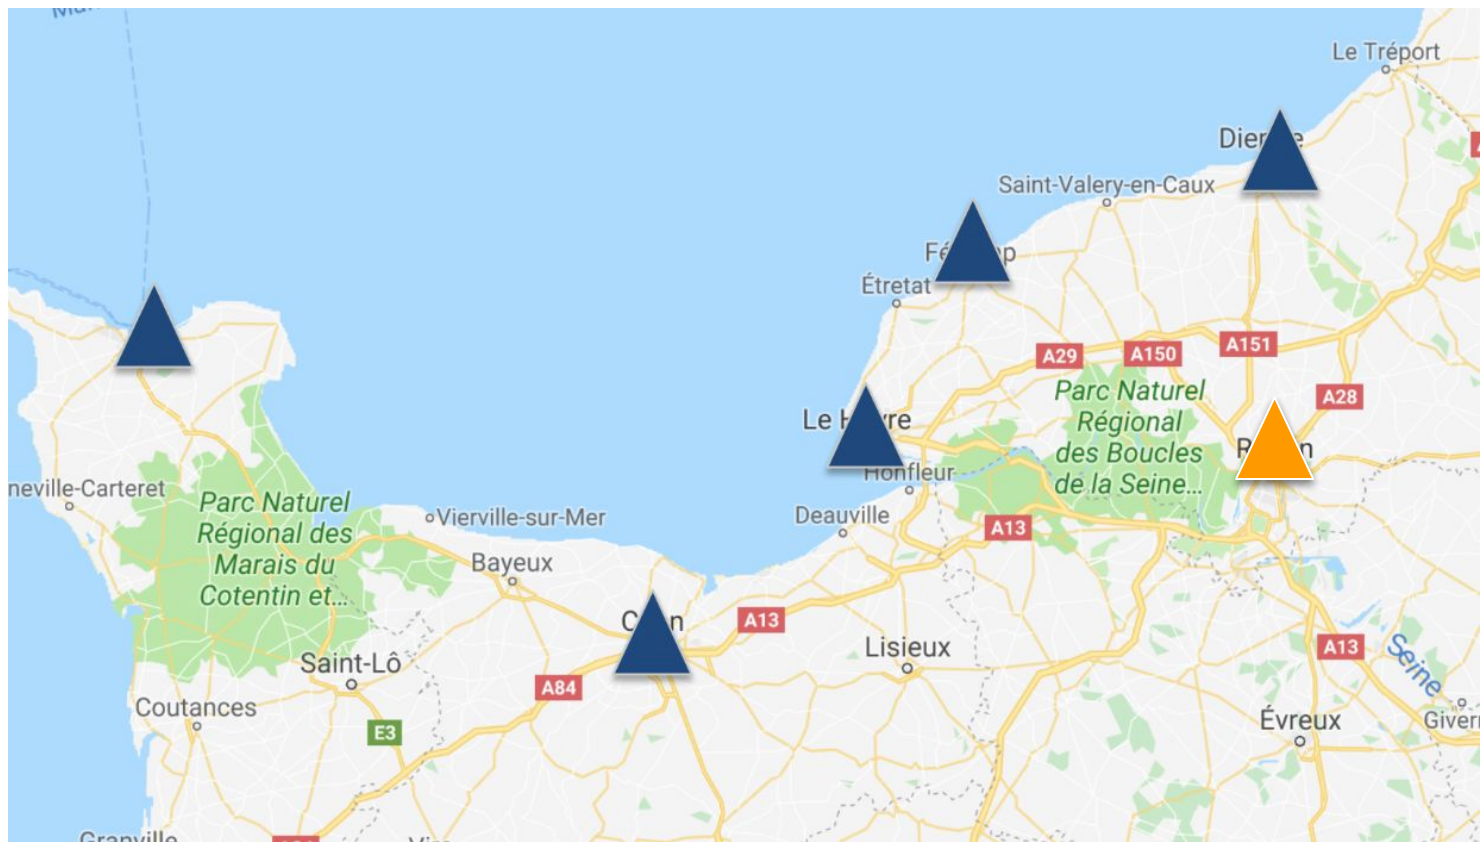 Le Tréport
Saint-Valery-en-Caux
Étretat
A29
A150
A151
A28
Parc Naturel
Régional
des Boucles
de la Seine...
Honfleur
neville-Carteret
Parc Naturel
Régional des
Marais du
Cotentin et...
Vierville-sur-Mer
Deauville
A13
Bayeux
A13
Lisieux
A13
Seine
Saint-Lô
A84
Coutances
E3
Évreux
Givern
Granville